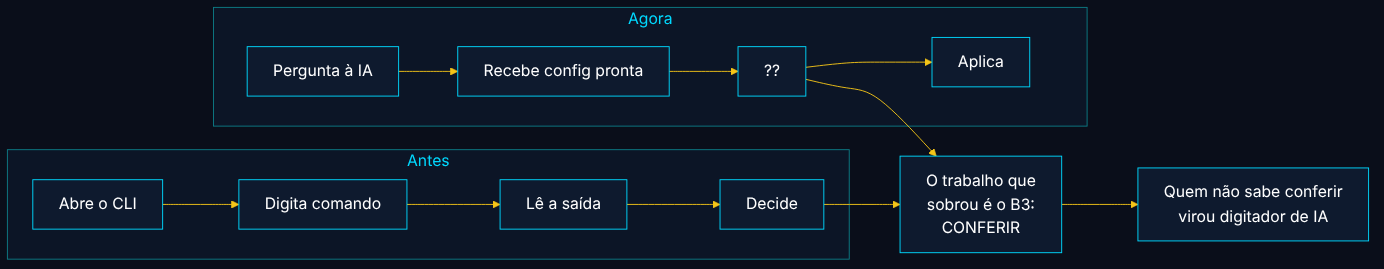 Agora
Pergunta à IA
Recebe config pronta
??
Aplica
Antes
Abre o CLI
Digita comando
Lê a saída
Decide
O trabalho que
sobrou é o B3:
CONFERIR
Quem não sabe conferir
virou digitador de IA